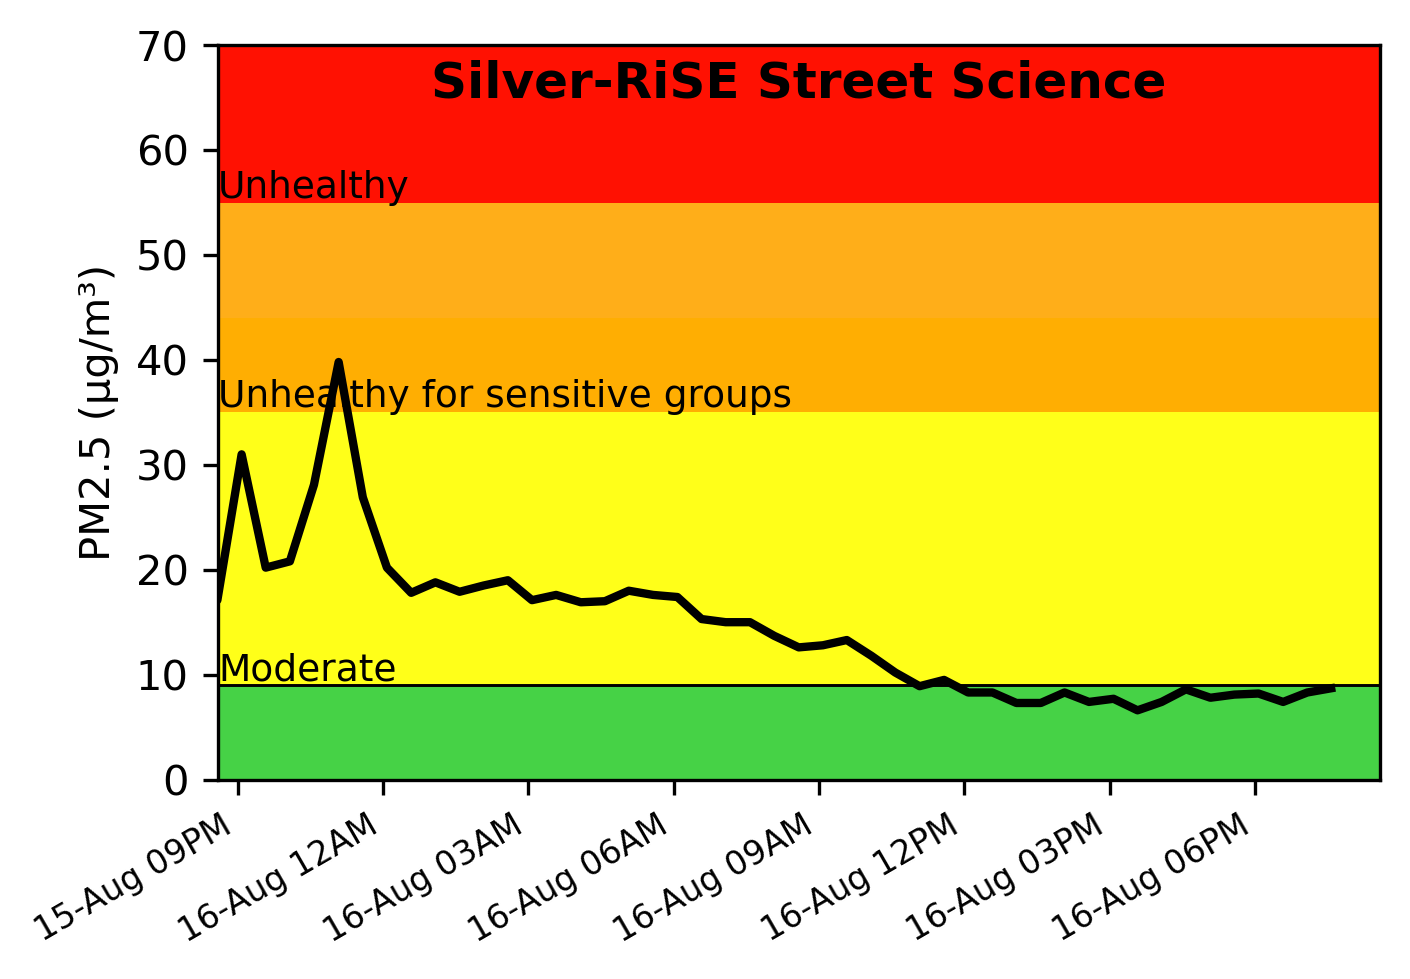 Silver-RiSE Street Science
70
60
Unhealthy
50
40
Unhealthy for sensitive groups
30
20
Moderate
10
0
PM2.5 (µg/m³)
15-Aug 09PM
16-Aug 12AM
16-Aug 03AM
16-Aug 06AM
16-Aug 09AM
16-Aug 12PM
16-Aug 03PM
16-Aug 06PM